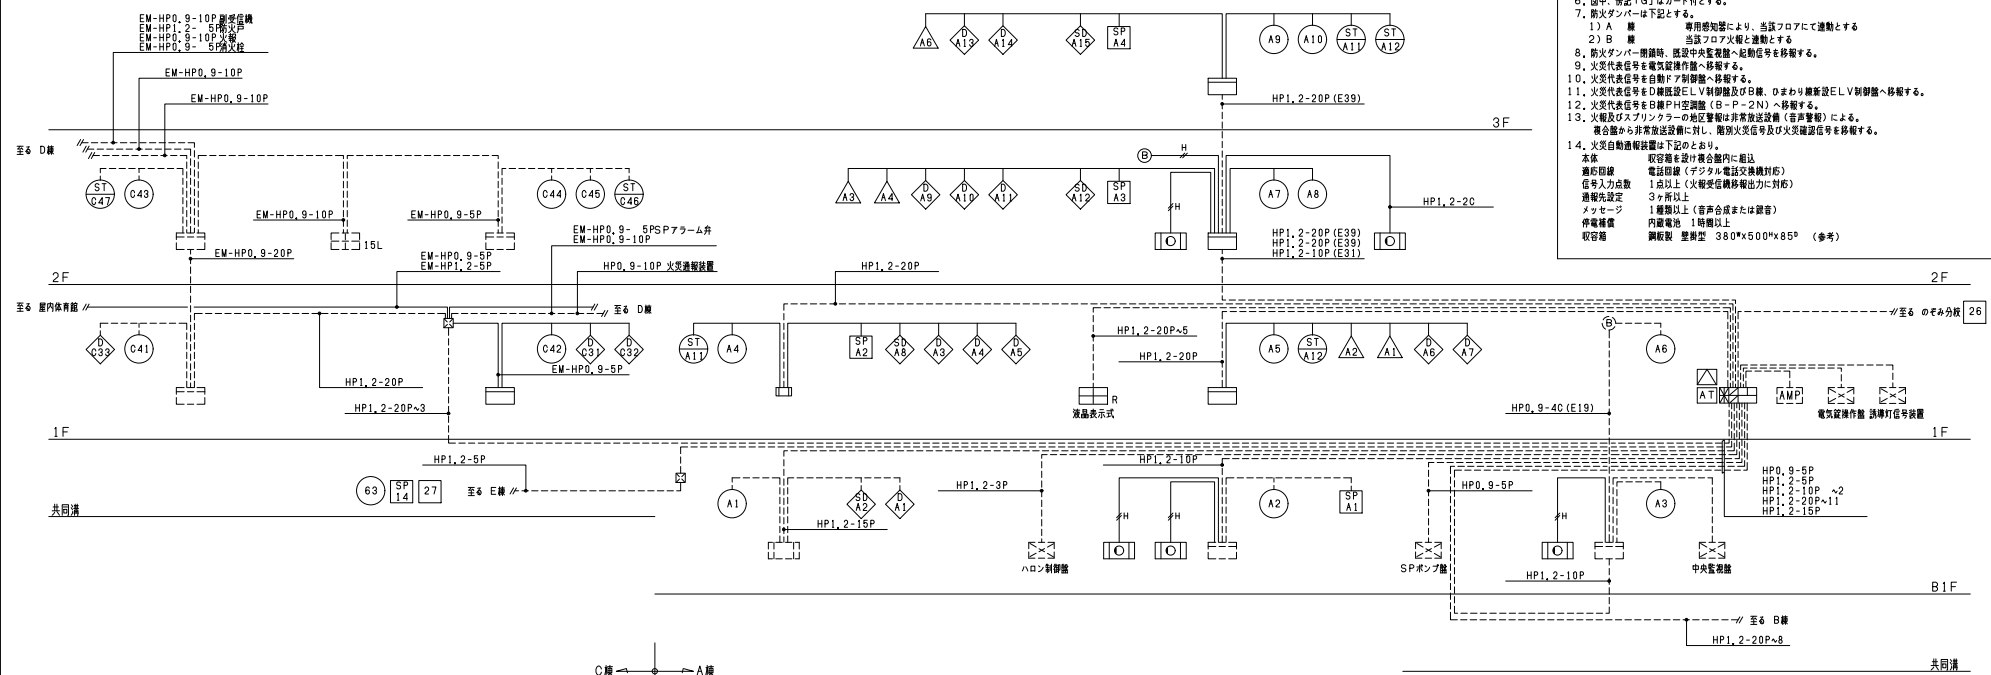 EM-HP0.9-10P 副受信機
EM-HP1.2- 5P 防火戸
EM-HP0.9-10P 火報
EM-HP0.9- 5P 消火栓
EM-HP0.9-10P
EM-HP0.9-10P
至る D棟
A6
D A13
D A14
SD A15
SP A4
A9
A10
ST A11
ST A12
HP1.2-20P(E39)
3F
7. 防火ダンパーは下記とする。
1) A 棟 専用感知器により、当該フロアにて連動とする
2) B 棟 当該フロア火報と連動とする
8. 防火ダンパー閉鎖時、既設中央監視盤へ起動信号を移報する。
9. 火災代表信号を電気錠操作盤へ移報する。
10. 火災代表信号を自動ドア制御盤へ移報する。
11. 火災代表信号をD棟既設ELV制御盤及びB棟、ひまわり棟新設ELV制御盤へ移報する。
12. 火災代表信号をB棟PH空調盤(B-P-2N)へ移報する。
13. 火報及びスプリンクラーの地区警報は非常放送設備(音声警報)による。
複合盤から非常放送設備に対し、階別火災信号及び火災確認信号を移報する。
14. 火災自動通報装置は下記のとおり。
本体 収容箱を設け複合盤内に組込
適応回線 電話回線(デジタル電話交換機対応)
信号入力点数 1点以上(火報受信機移報出力に対応)
通報先設定 3ヶ所以上
メッセージ 1種類以上(音声合成または録音)
停電補償 内蔵電池 1時間以上
収容箱 鋼板製 壁掛型 380ᵂx500ᴴx85ᴰ (参考)
ST C47
C43
C44
C45
ST C46
EM-HP0.9-10P
EM-HP0.9-5P
15L
EM-HP0.9-20P
EM-HP0.9-5P
EM-HP1.2-5P
EM-HP0.9- 5P SPアラーム弁
EM-HP0.9-10P
HP0.9-10P 火災通報装置
A3
A4
D A9
D A10
D A11
SD A12
SP A3
B
H
H
A7
A8
HP1.2-2C
HP1.2-20P(E39)
HP1.2-20P(E39)
HP1.2-10P(E31)
HP1.2-20P
2F
2F
至る 屋内体育館
至る D棟
至る のぞみ分校
26
D C33
C41
C42
D C31
D C32
EM-HP0.9-5P
HP1.2-20P
HP1.2-20P~3
ST A11
A4
SP A2
SD A8
D A3
D A4
D A5
HP1.2-20P~5
HP1.2-20P
R
液晶表示式
A5
ST A12
A2
A1
D A6
D A7
B
A6
HP0.9-4C(E19)
AT
AMP
電気錠操作盤
誘導灯信号装置
1F
1F
HP1.2-5P
63
SP 14
27
至る E棟
共同溝
A1
SD A2
D A1
HP1.2-15P
HP1.2-3P
ハロン制御盤
HP1.2-10P
H
H
A2
SP A1
HP0.9-5P
SPポンプ盤
H
HP1.2-10P
A3
中央監視盤
HP0.9-5P
HP1.2-5P
HP1.2-10P ~2
HP1.2-20P~11
HP1.2-15P
B1F
至る B棟
HP1.2-20P~8
C棟
A棟
共同溝